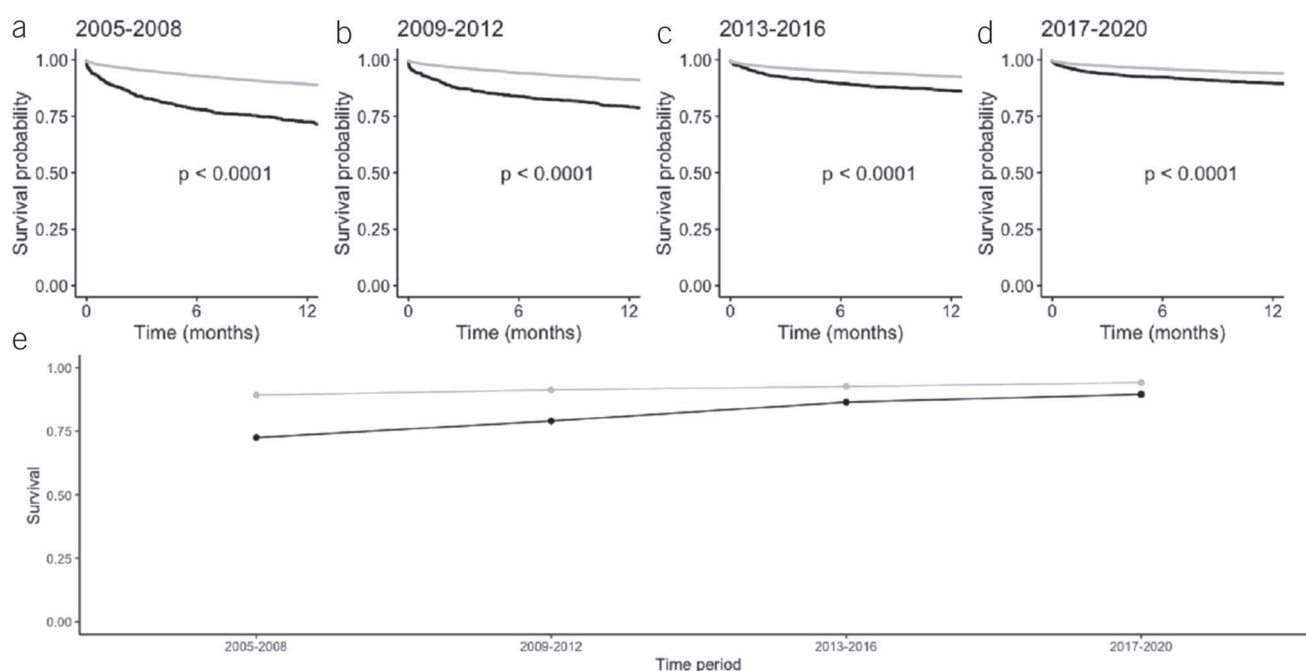 a 2005-2008
b 2009-2012
c 2013-2016
d 2017-2020
Survival probability
1.00
0.75
0.50
0.25
0.00
p < 0.0001
0 6 12
Time (months)
Survival probability
1.00
0.75
0.50
0.25
0.00
p < 0.0001
0 6 12
Time (months)
Survival probability
1.00
0.75
0.50
0.25
0.00
p < 0.0001
0 6 12
Time (months)
Survival probability
1.00
0.75
0.50
0.25
0.00
p < 0.0001
0 6 12
Time (months)
e
Survival
1.00
0.75
0.50
0.25
0.00
2005-2008 2009-2012 2013-2016 2017-2020
Time period